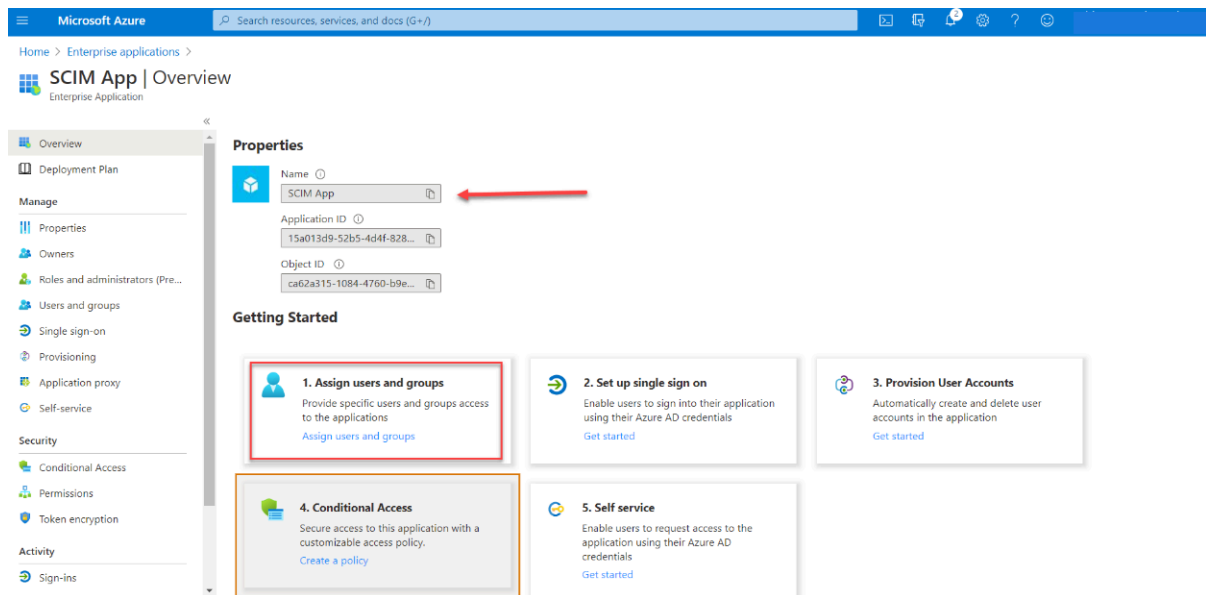 Microsoft Azure
Search resources, services, and docs (G+/)
2
Home > Enterprise applications >
SCIM App | Overview
Enterprise Application
«
Overview
Deployment Plan
Manage
Properties
Owners
Roles and administrators (Pre...
Users and groups
Single sign-on
Provisioning
Application proxy
Self-service
Security
Conditional Access
Permissions
Token encryption
Activity
Sign-ins
Properties
Name
SCIM App
Application ID
15a013d9-52b5-4d4f-828...
Object ID
ca62a315-1084-4760-b9e...
Getting Started
1. Assign users and groups
Provide specific users and groups access
to the applications
Assign users and groups
2. Set up single sign on
Enable users to sign into their application
using their Azure AD credentials
Get started
3. Provision User Accounts
Automatically create and delete user
accounts in the application
Get started
4. Conditional Access
Secure access to this application with a
customizable access policy.
Create a policy
5. Self service
Enable users to request access to the
application using their Azure AD
credentials
Get started